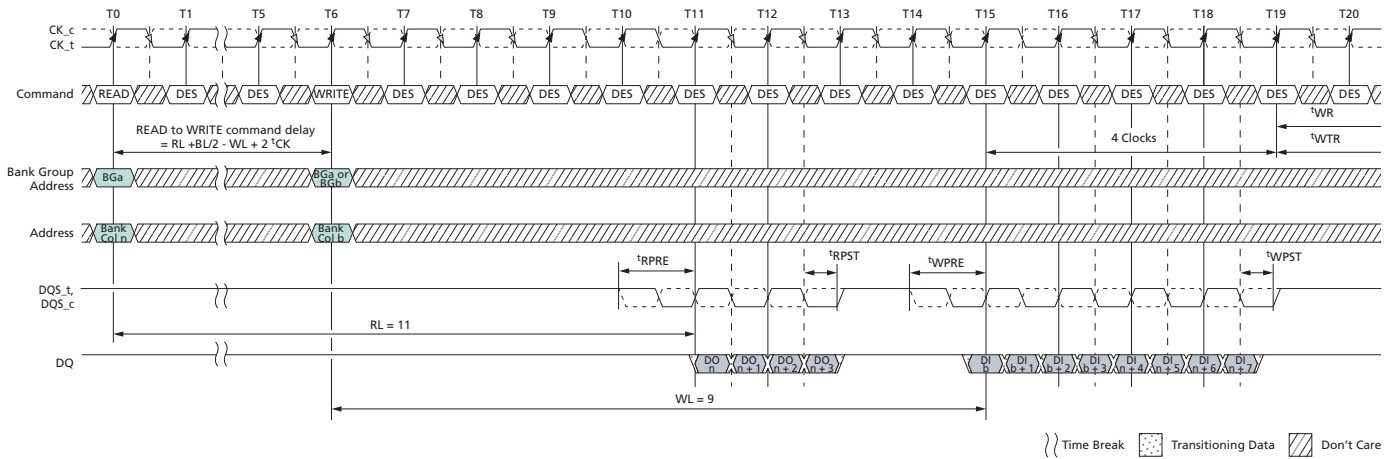 T0 T1 T5 T6 T7 T8 T9 T10 T11 T12 T13 T14 T15 T16 T17 T18 T19 T20
CK_c
CK_t
Command READ DES DES WRITE DES DES DES DES DES DES DES DES DES DES DES DES DES DES
tWR
READ to WRITE command delay
= RL +BL/2 - WL + 2 tCK
4 Clocks
tWTR
Bank Group
Address
BGa
BGa or
BGb
Address
Bank
Col n
Bank
Col b
tRPRE tRPST tWPRE tWPST
DQS_t,
DQS_c
RL = 11
DQ
DO
n
DO
n + 1
DO
n + 2
DO
n + 3
DI
b
DI
b + 1
DI
b + 2
DI
b + 3
DI
n + 4
DI
n + 5
DI
n + 6
DI
n + 7
WL = 9
Time Break Transitioning Data Don't Care